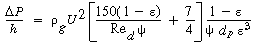 ΔP/h = ρ_g U² [150(1 − ε)/(Re_d ψ) + 7/4] (1 − ε)/(ψ d_p ε³)